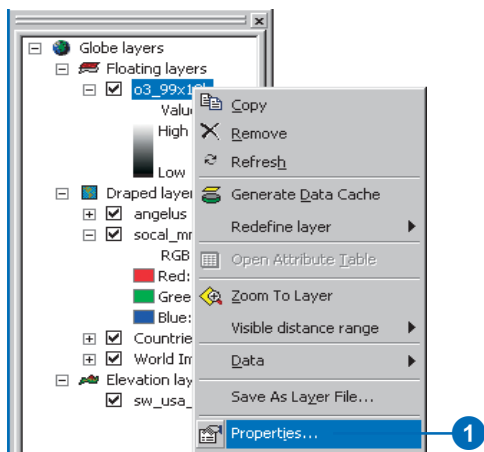 Globe layers
Floating layers
o3_99x1
Valu
High
Low
Draped layer
angelus
socal_m
RGB
Red:
Gree
Blue:
Countrie
World Im
Elevation lay
sw_usa_
Copy
Remove
Refresh
Generate Data Cache
Redefine layer
Open Attribute Table
Zoom To Layer
Visible distance range
Data
Save As Layer File...
Properties...
1